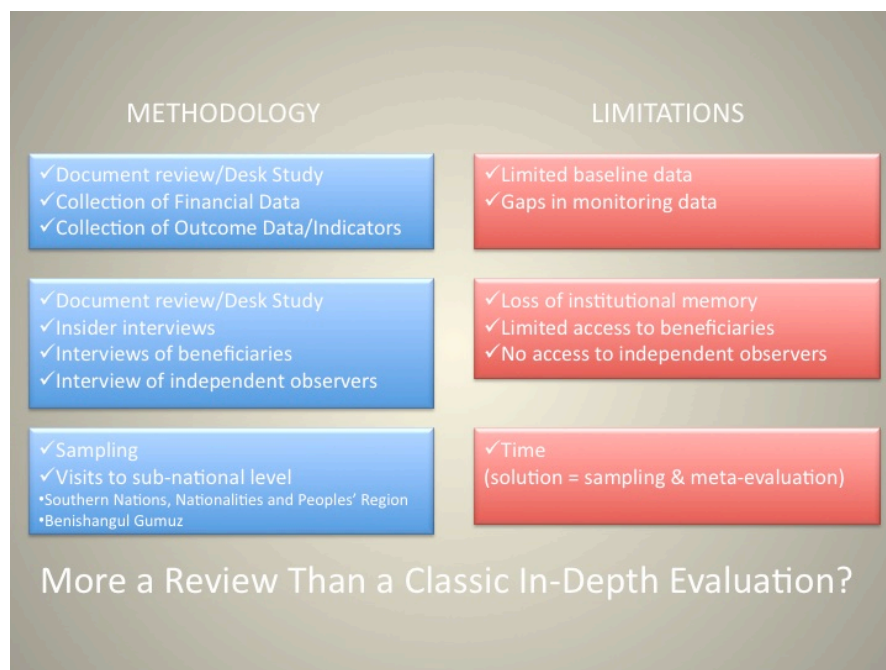 METHODOLOGY
✓Document review/Desk Study
✓Collection of Financial Data
✓Collection of Outcome Data/Indicators
✓Document review/Desk Study
✓Insider interviews
✓Interviews of beneficiaries
✓Interview of independent observers
✓Sampling
✓Visits to sub-national level
•Southern Nations, Nationalities and Peoples’ Region
•Benishangul Gumuz
LIMITATIONS
✓Limited baseline data
✓Gaps in monitoring data
✓Loss of institutional memory
✓Limited access to beneficiaries
✓No access to independent observers
✓Time
(solution = sampling & meta-evaluation)
More a Review Than a Classic In-Depth Evaluation?